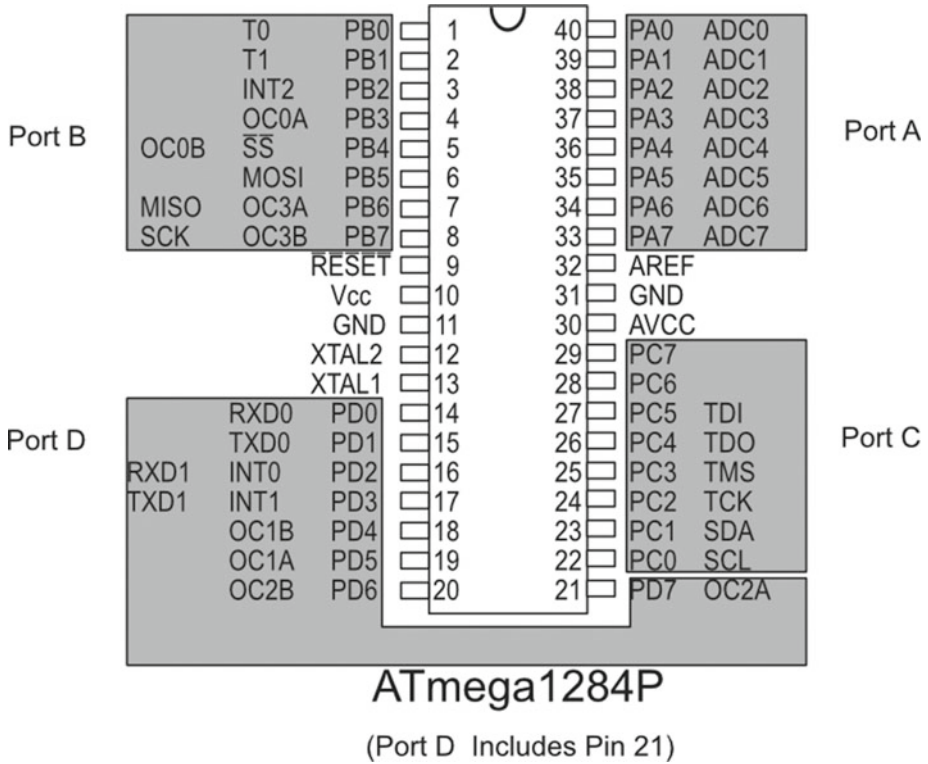 T0 PB0 1 40 PA0 ADC0
T1 PB1 2 39 PA1 ADC1
INT2 PB2 3 38 PA2 ADC2
OC0A PB3 4 37 PA3 ADC3
Port B OC0B S̅S̅ PB4 5 36 PA4 ADC4 Port A
MOSI PB5 6 35 PA5 ADC5
MISO OC3A PB6 7 34 PA6 ADC6
SCK OC3B PB7 8 33 PA7 ADC7
R̅E̅S̅E̅T̅ 9 32 AREF
Vcc 10 31 GND
GND 11 30 AVCC
XTAL2 12 29 PC7
XTAL1 13 28 PC6
RXD0 PD0 14 27 PC5 TDI
Port D TXD0 PD1 15 26 PC4 TDO Port C
RXD1 INT0 PD2 16 25 PC3 TMS
TXD1 INT1 PD3 17 24 PC2 TCK
OC1B PD4 18 23 PC1 SDA
OC1A PD5 19 22 PC0 SCL
OC2B PD6 20 21 PD7 OC2A
ATmega1284P
(Port D Includes Pin 21)